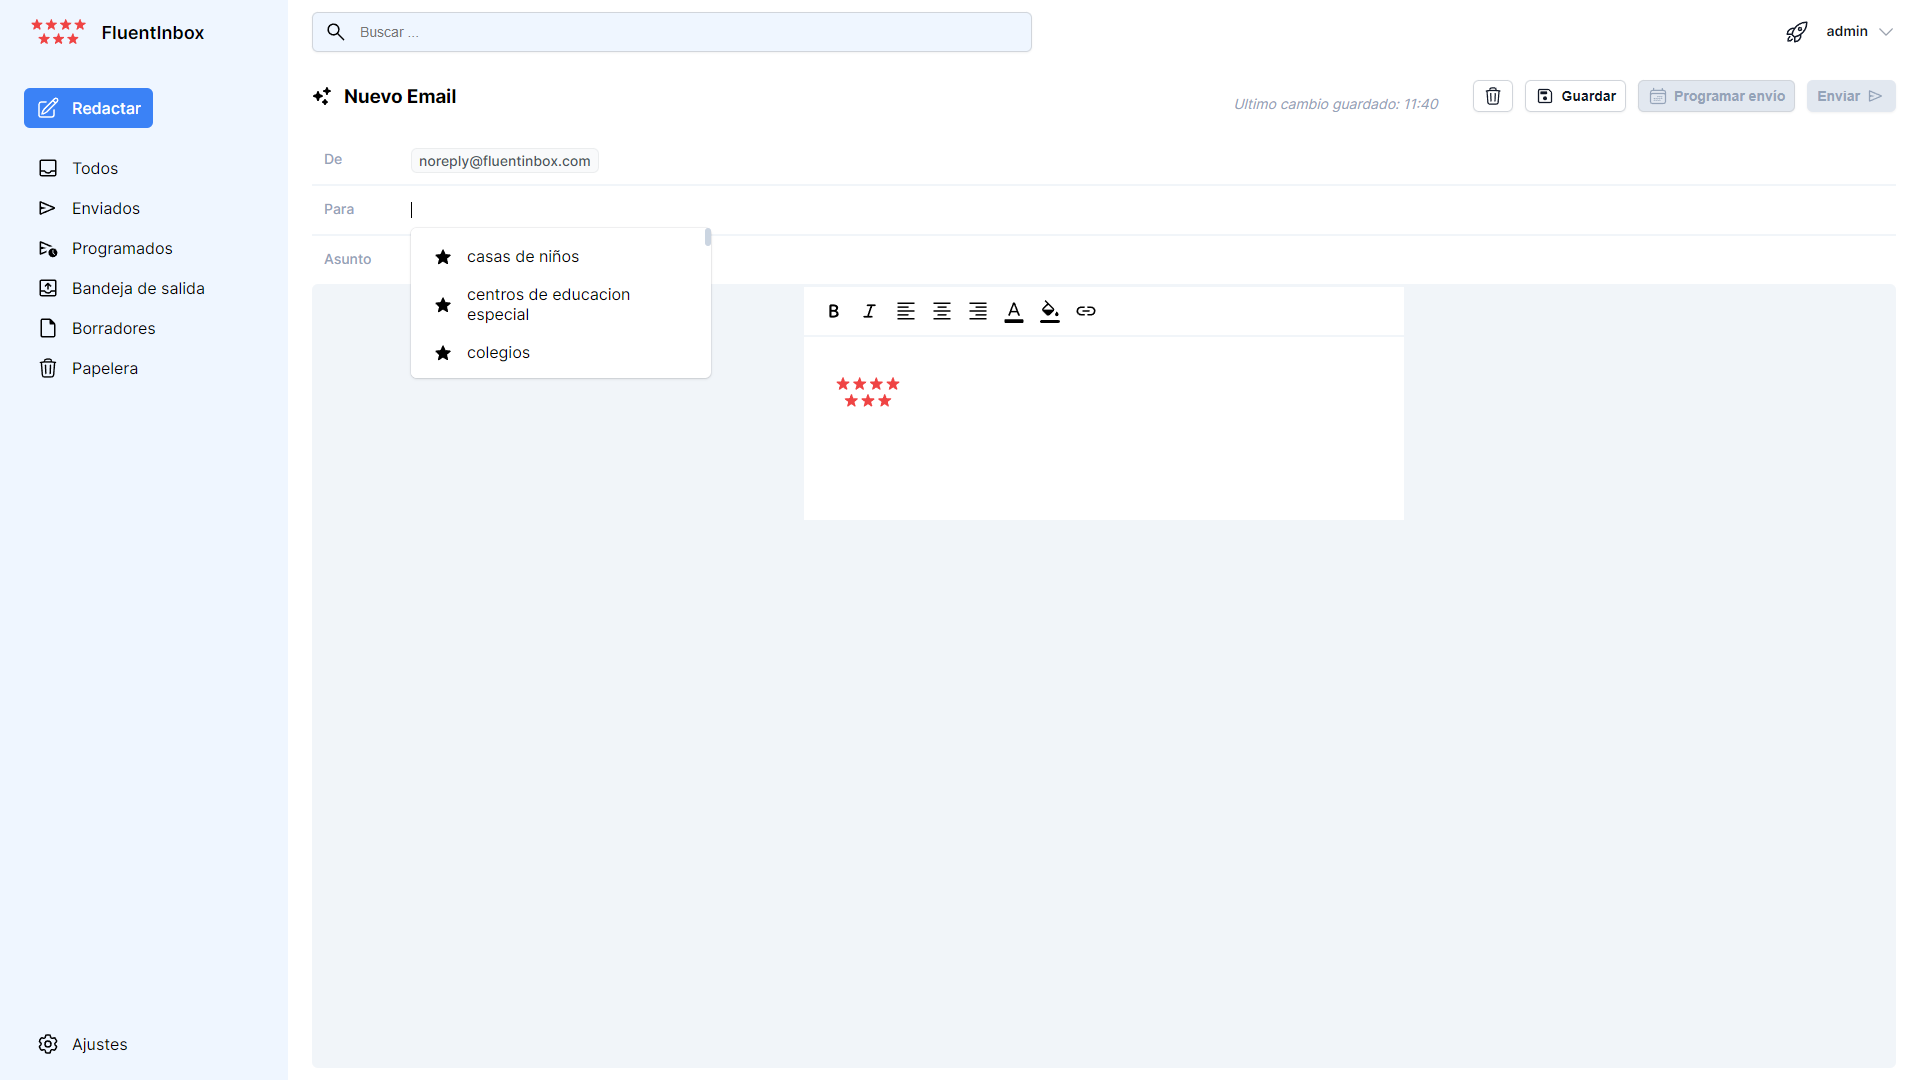 FluentInbox
Buscar ...
admin
Redactar
Nuevo Email
Ultimo cambio guardado: 11:40
Guardar
Programar envío
Enviar
De
noreply@fluentinbox.com
Para
Asunto
casas de niños
centros de educacion
especial
colegios
Todos
Enviados
Programados
Bandeja de salida
Borradores
Papelera
B
I
A
Ajustes